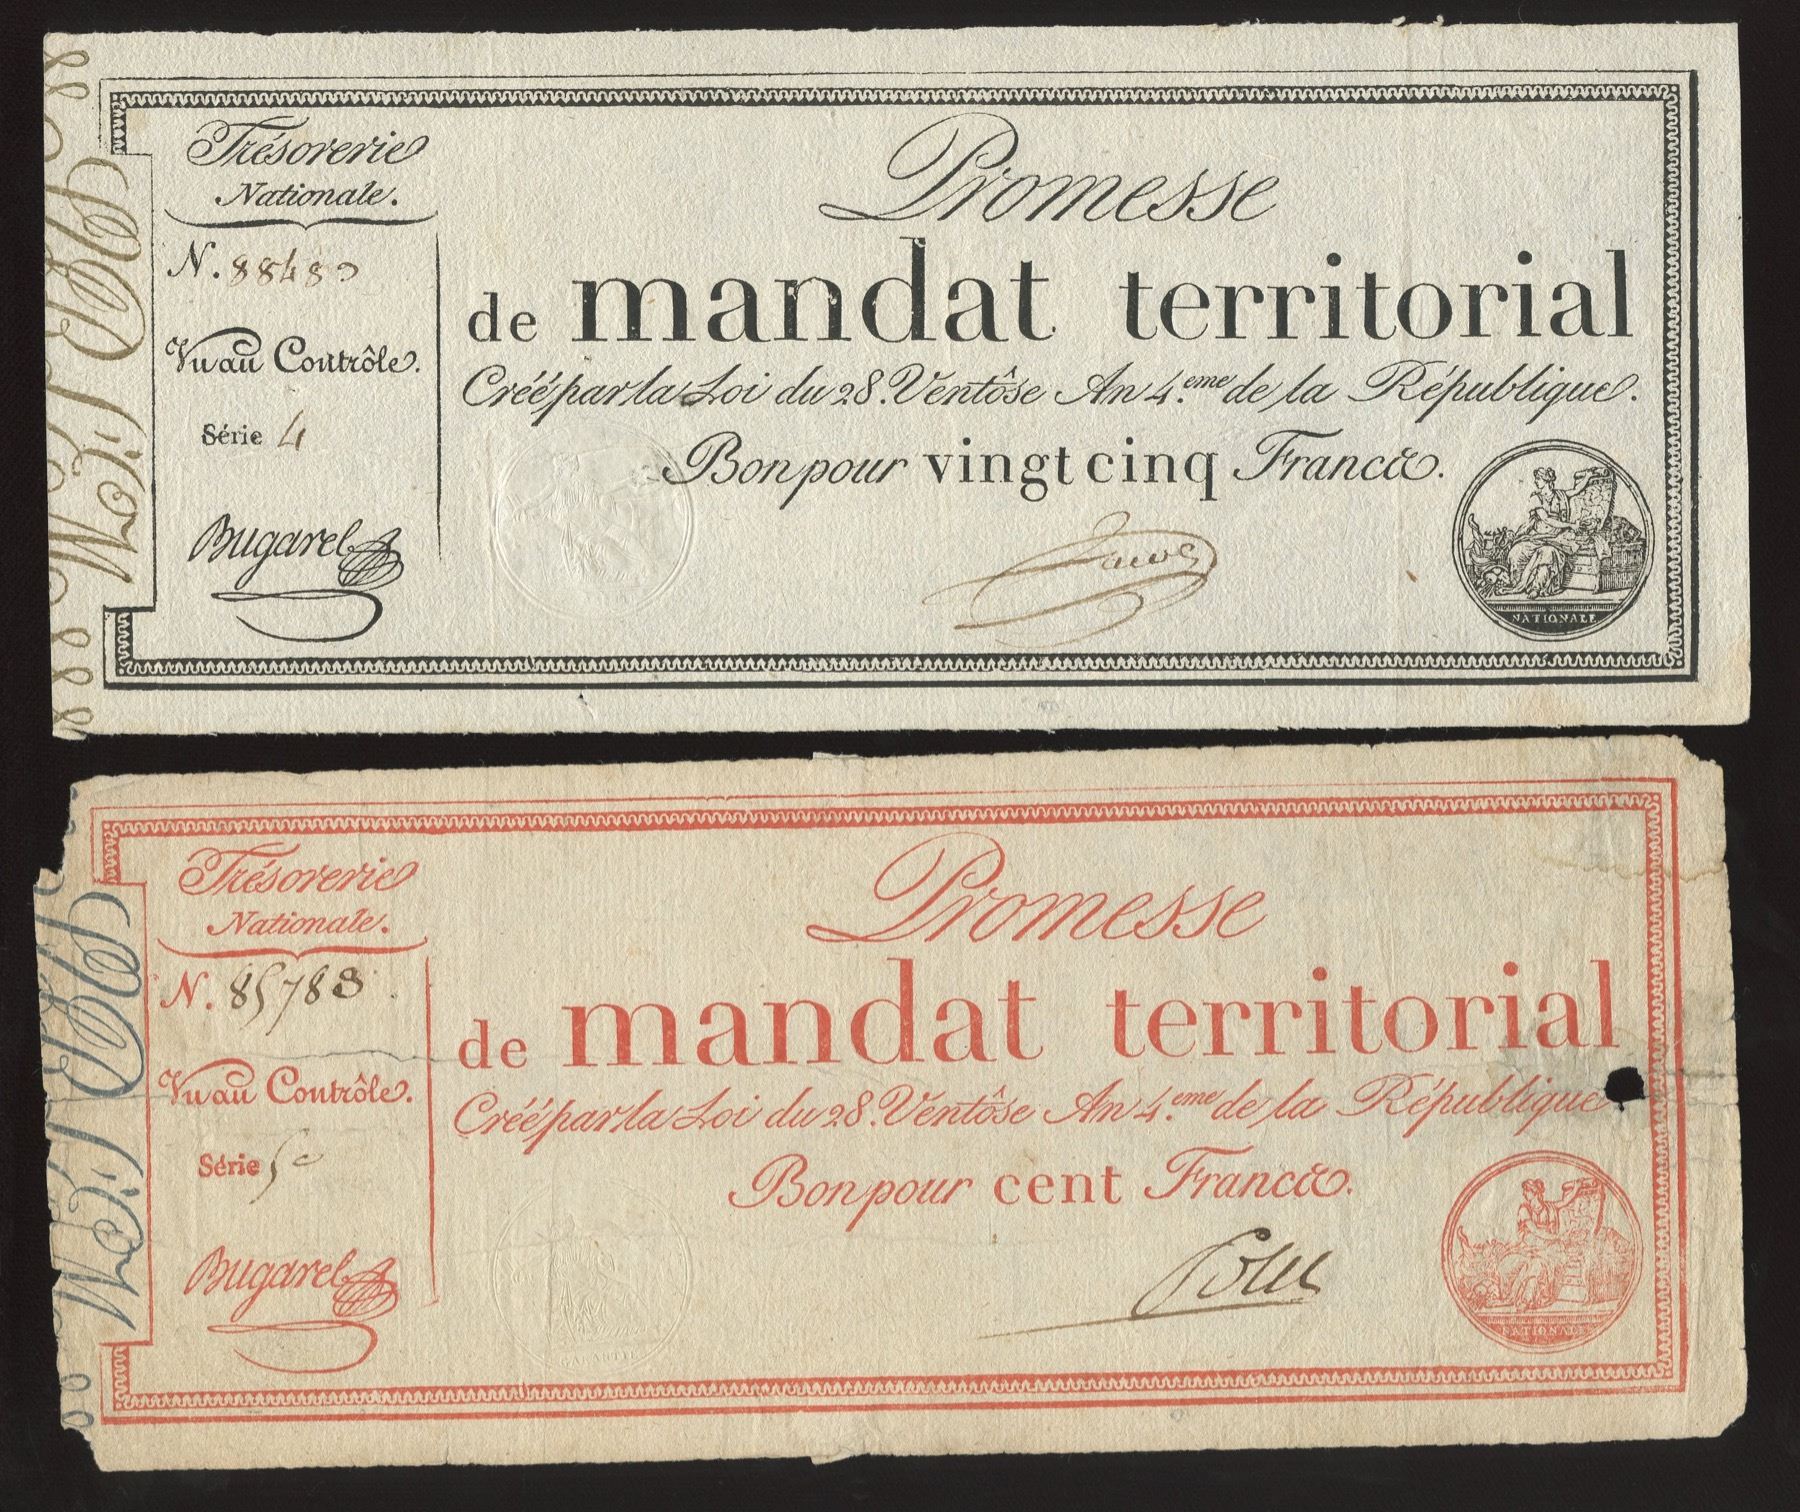 Trésorerie
Nationale.
N. 88480
Vu au Contrôle.
Série 4
Bugarel
Promesse
de mandat territorial
Créé par la Loi du 28. Ventôse An 4.eme de la République.
Bon pour vingt cinq Francs.
NATIONALE
Trésorerie
Nationale.
N. 85783
Vu au Contrôle.
Série 5e
Bugarel
Promesse
de mandat territorial
Créé par la Loi du 28. Ventôse An 4.eme de la République
Bon pour cent Francs.
GARANTIE
NATIONALE